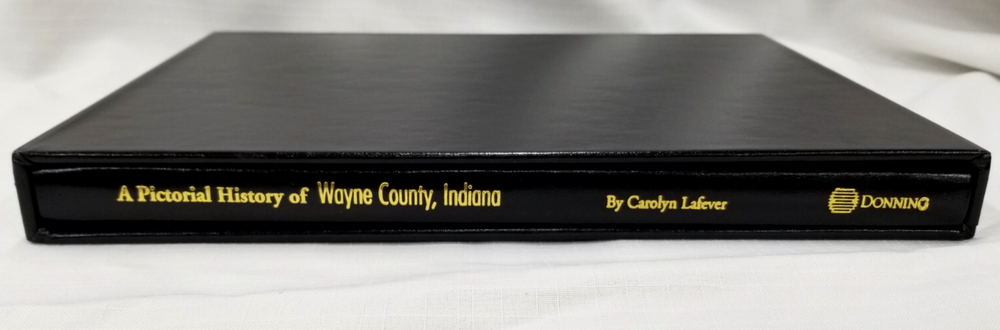 A Pictorial History of Wayne County, Indiana By Carolyn Lafever DONNING